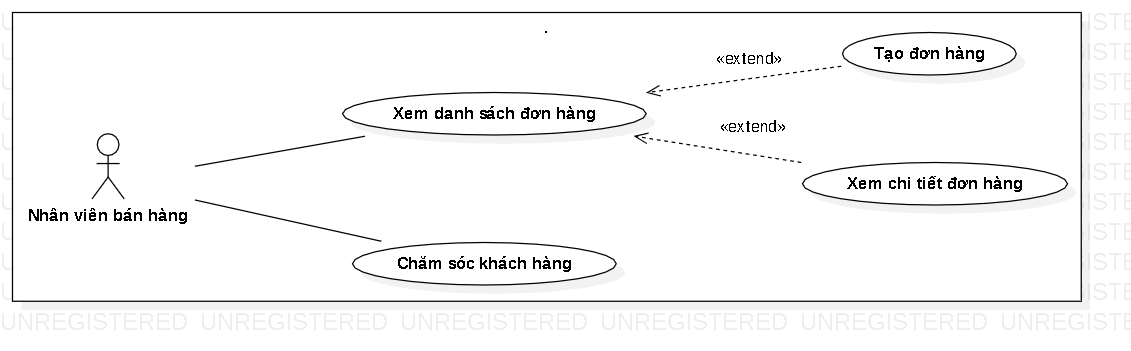 .
Tạo đơn hàng
«extend»
Xem danh sách đơn hàng
«extend»
Xem chi tiết đơn hàng
Nhân viên bán hàng
Chăm sóc khách hàng
UNREGISTERED UNREGISTERED UNREGISTERED UNREGISTERED UNREGISTERED UNREGISTE